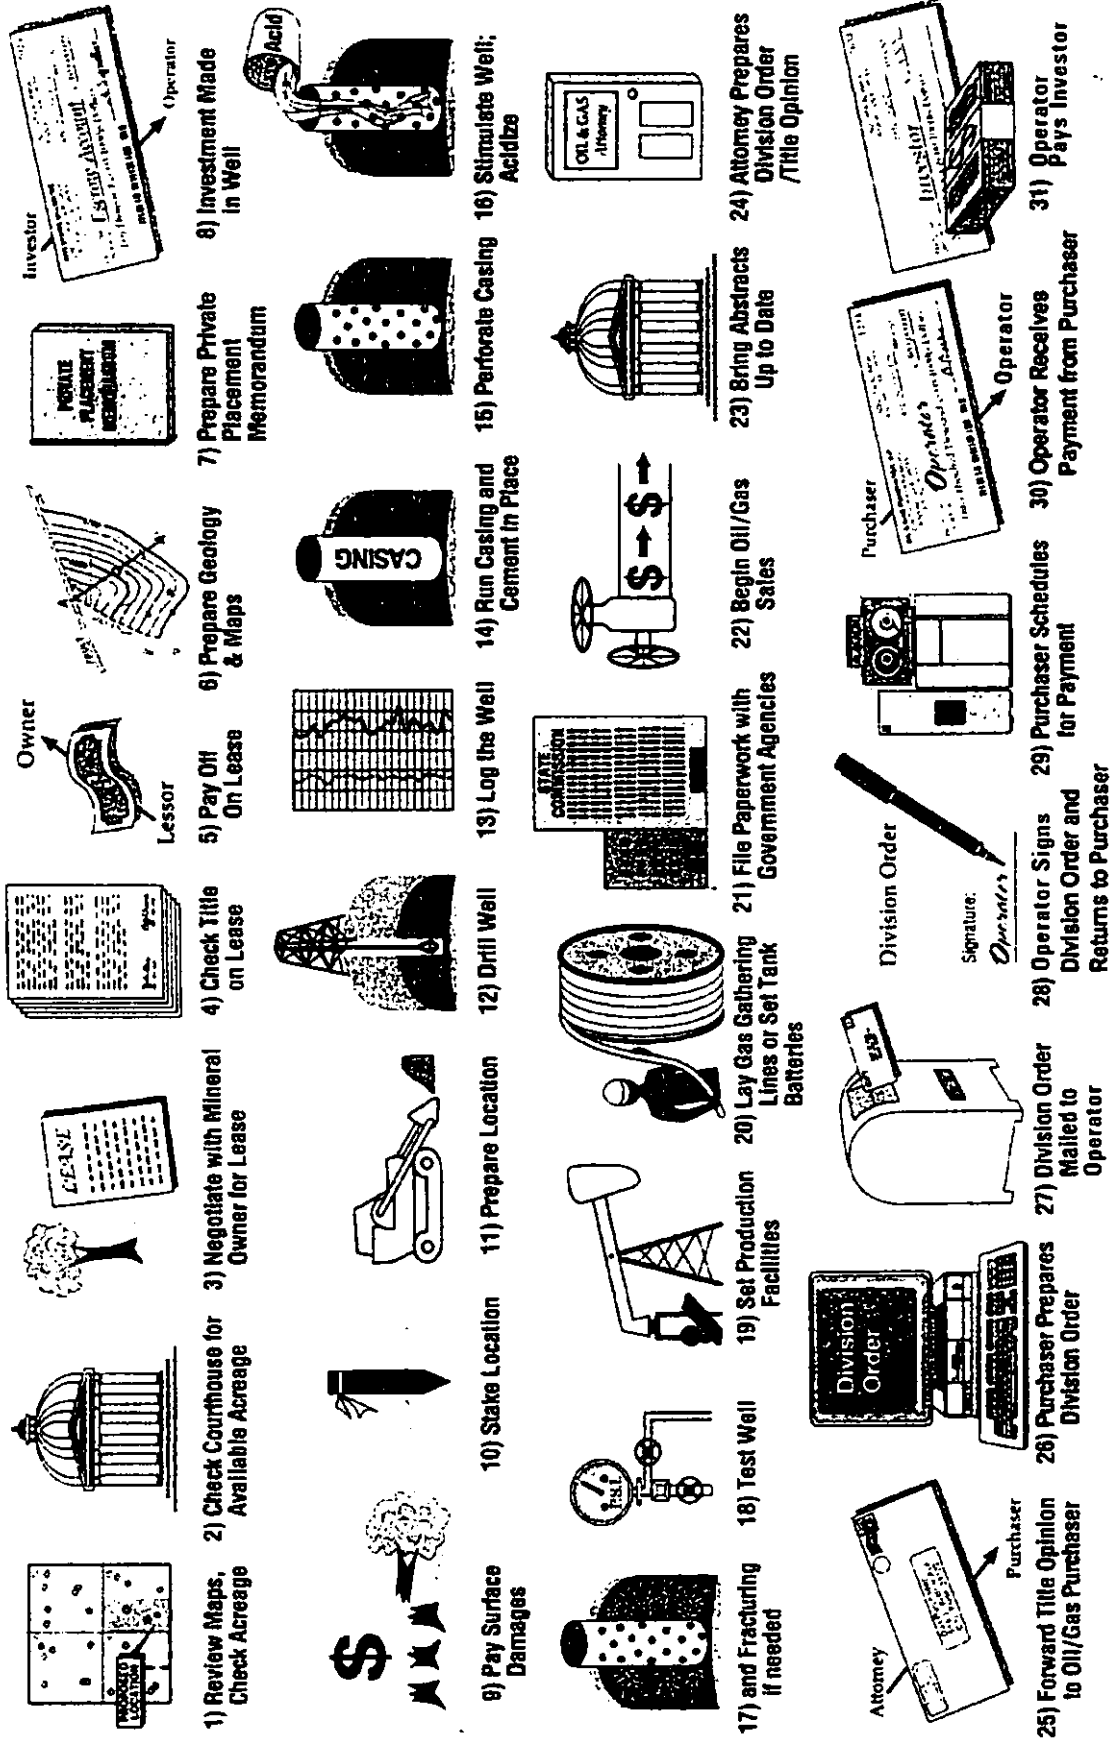 PROPOSED
LOCATION
1) Review Maps,
Check Acreage
2) Check Courthouse for
Available Acreage
LEASE
3) Negotiate with Mineral
Owner for Lease
4) Check Title
on Lease
Owner
Lessor
5) Pay Off
On Lease
6) Prepare Geology
& Maps
PRIVATE
PLACEMENT
MEMORANDUM
7) Prepare Private
Placement
Memorandum
Investor
Operator
8) Investment Made
in Well
$
9) Pay Surface
Damages
10) Stake Location
11) Prepare Location
12) Drill Well
13) Log the Well
CASING
14) Run Casing and
Cement in Place
15) Perforate Casing
Acid
16) Stimulate Well;
Acidize
17) and Fracturing
if needed
P.S.I.
18) Test Well
19) Set Production
Facilities
20) Lay Gas Gathering
Lines or Set Tank
Batteries
STATE
COMMISSION
21) File Paperwork with
Government Agencies
$ $
22) Begin Oil/Gas
Sales
23) Bring Abstracts
Up to Date
OIL & GAS
Attorney
24) Attorney Prepares
Division Order
/Title Opinion
Attorney
Purchaser
25) Forward Title Opinion
to Oil/Gas Purchaser
Division
Order
26) Purchaser Prepares
Division Order
27) Division Order
Mailed to
Operator
Division Order
Signature:
Operator
28) Operator Signs
Division Order and
Returns to Purchaser
29) Purchaser Schedules
for Payment
Purchaser
Operator
Operator
30) Operator Receives
Payment from Purchaser
Investor
31) Operator
Pays Investor